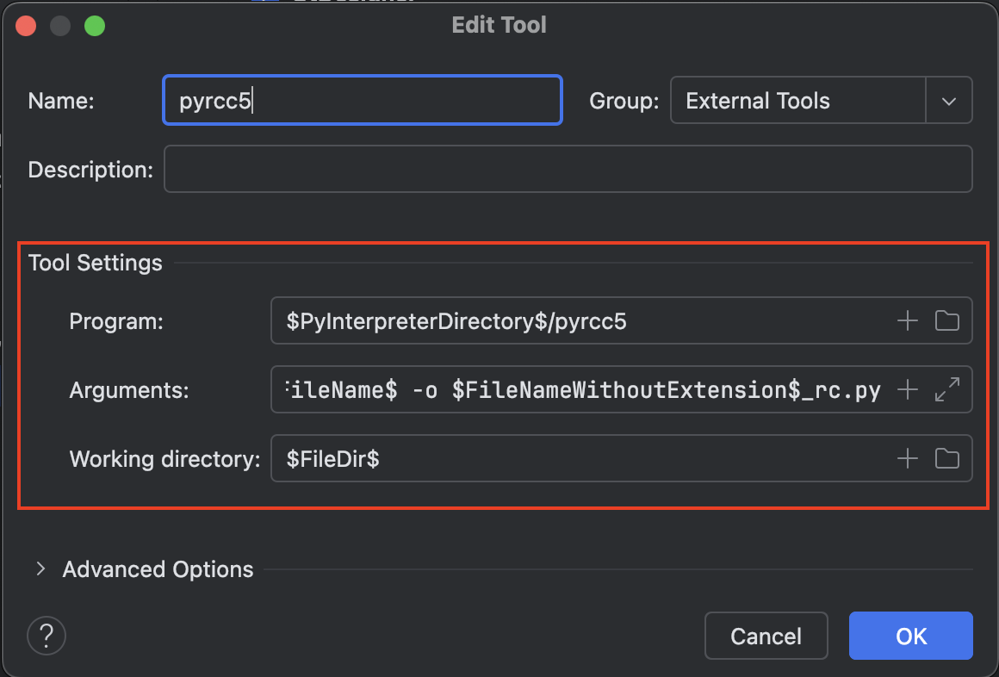 Edit Tool
Name: pyrcc5 Group: External Tools
Description:
Tool Settings
Program: $PyInterpreterDirectory$/pyrcc5
Arguments: ileName$ -o $FileNameWithoutExtension$_rc.py
Working directory: $FileDir$
Advanced Options
? Cancel OK